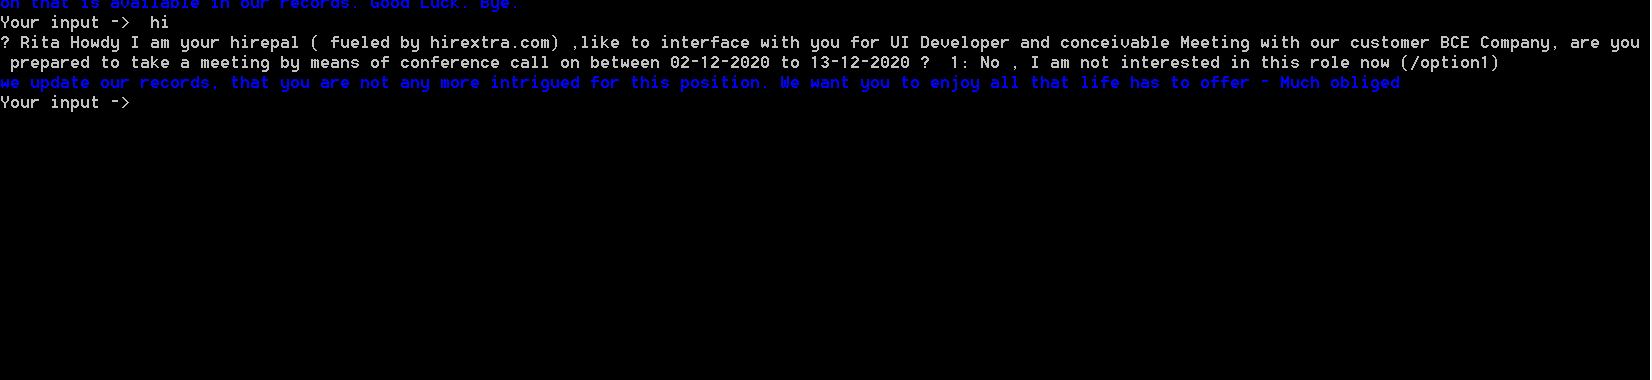 on that is available in our records. Good Luck. Bye.
Your input ->  hi
? Rita Howdy I am your hirepal ( fueled by hirextra.com) ,like to interface with you for UI Developer and conceivable Meeting with our customer BCE Company, are you
 prepared to take a meeting by means of conference call on between 02-12-2020 to 13-12-2020 ?  1: No , I am not interested in this role now (/option1)
we update our records, that you are not any more intrigued for this position. We want you to enjoy all that life has to offer - Much obliged
Your input ->